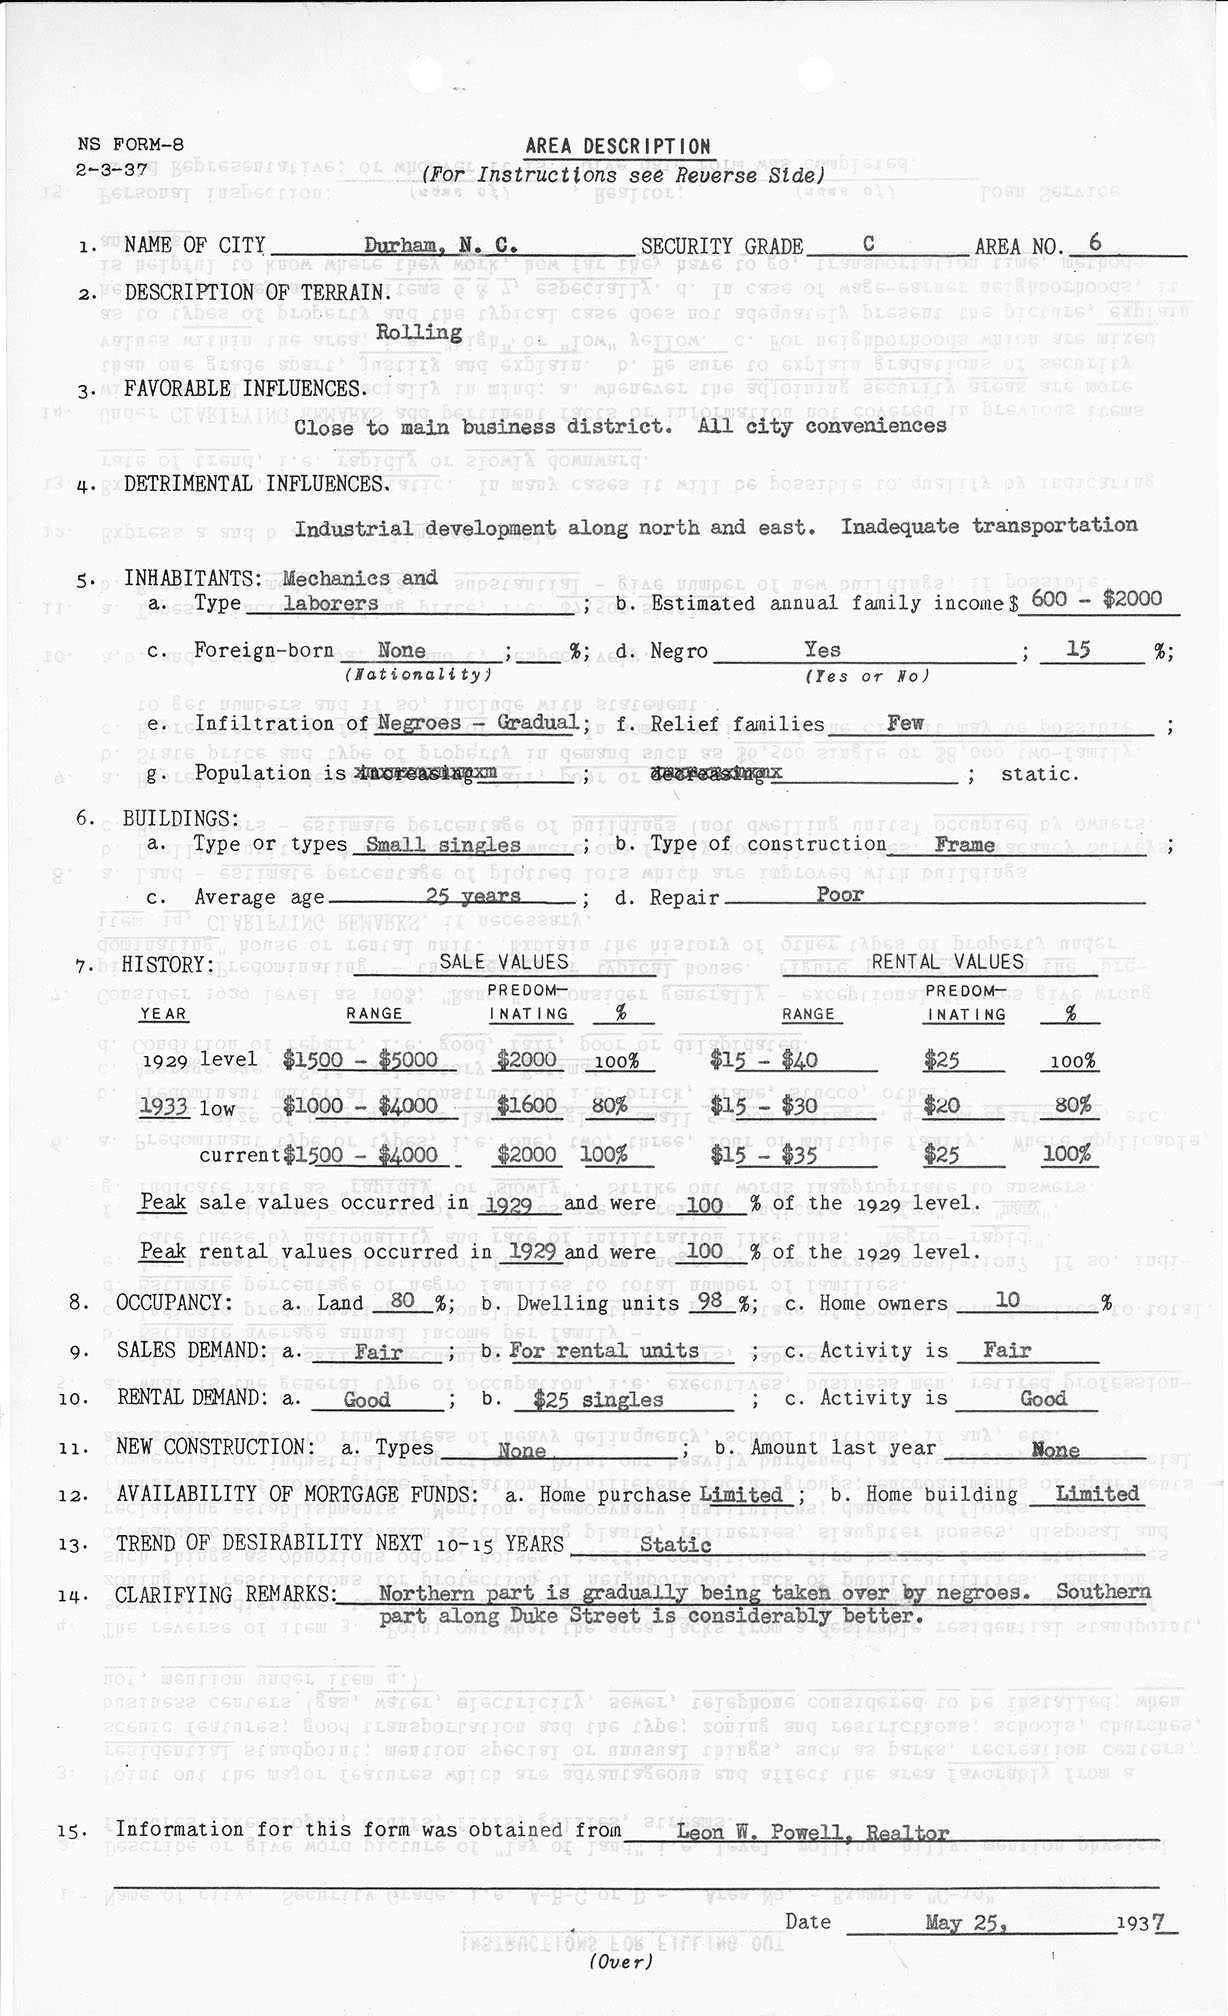 NS FORM-8
2-3-37
AREA DESCRIPTION
(For Instructions see Reverse Side)
1. NAME OF CITY Durham, N. C. SECURITY GRADE C AREA NO. 6
2. DESCRIPTION OF TERRAIN.
Rolling
3. FAVORABLE INFLUENCES.
Close to main business district. All city conveniences
4. DETRIMENTAL INFLUENCES.
Industrial development along north and east. Inadequate transportation
5. INHABITANTS: Mechanics and
a. Type laborers ; b. Estimated annual family income $ 600 - $2000
c. Foreign-born None ; %; d. Negro Yes ; 15 %;
(Nationality) (Yes or No)
e. Infiltration of Negroes - Gradual; f. Relief families Few ;
g. Population is increasing ; decreasing ; static.
6. BUILDINGS:
a. Type or types Small singles ; b. Type of construction Frame ;
c. Average age 25 years ; d. Repair Poor
7. HISTORY: SALE VALUES RENTAL VALUES
PREDOM- PREDOM-
YEAR RANGE INATING % RANGE INATING %
1929 level $1500 - $5000 $2000 100% $15 - $40 $25 100%
1933 low $1000 - $4000 $1600 80% $15 - $30 $20 80%
current $1500 - $4000 $2000 100% $15 - $35 $25 100%
Peak sale values occurred in 1929 and were 100 % of the 1929 level.
Peak rental values occurred in 1929 and were 100 % of the 1929 level.
8. OCCUPANCY: a. Land 80 %; b. Dwelling units 98 %; c. Home owners 10 %
9. SALES DEMAND: a. Fair ; b. For rental units ; c. Activity is Fair
10. RENTAL DEMAND: a. Good ; b. $25 singles ; c. Activity is Good
11. NEW CONSTRUCTION: a. Types None ; b. Amount last year None
12. AVAILABILITY OF MORTGAGE FUNDS: a. Home purchase Limited ; b. Home building Limited
13. TREND OF DESIRABILITY NEXT 10-15 YEARS Static
14. CLARIFYING REMARKS: Northern part is gradually being taken over by negroes. Southern
part along Duke Street is considerably better.
15. Information for this form was obtained from Leon W. Powell, Realtor
Date May 25, 1937
(Over)